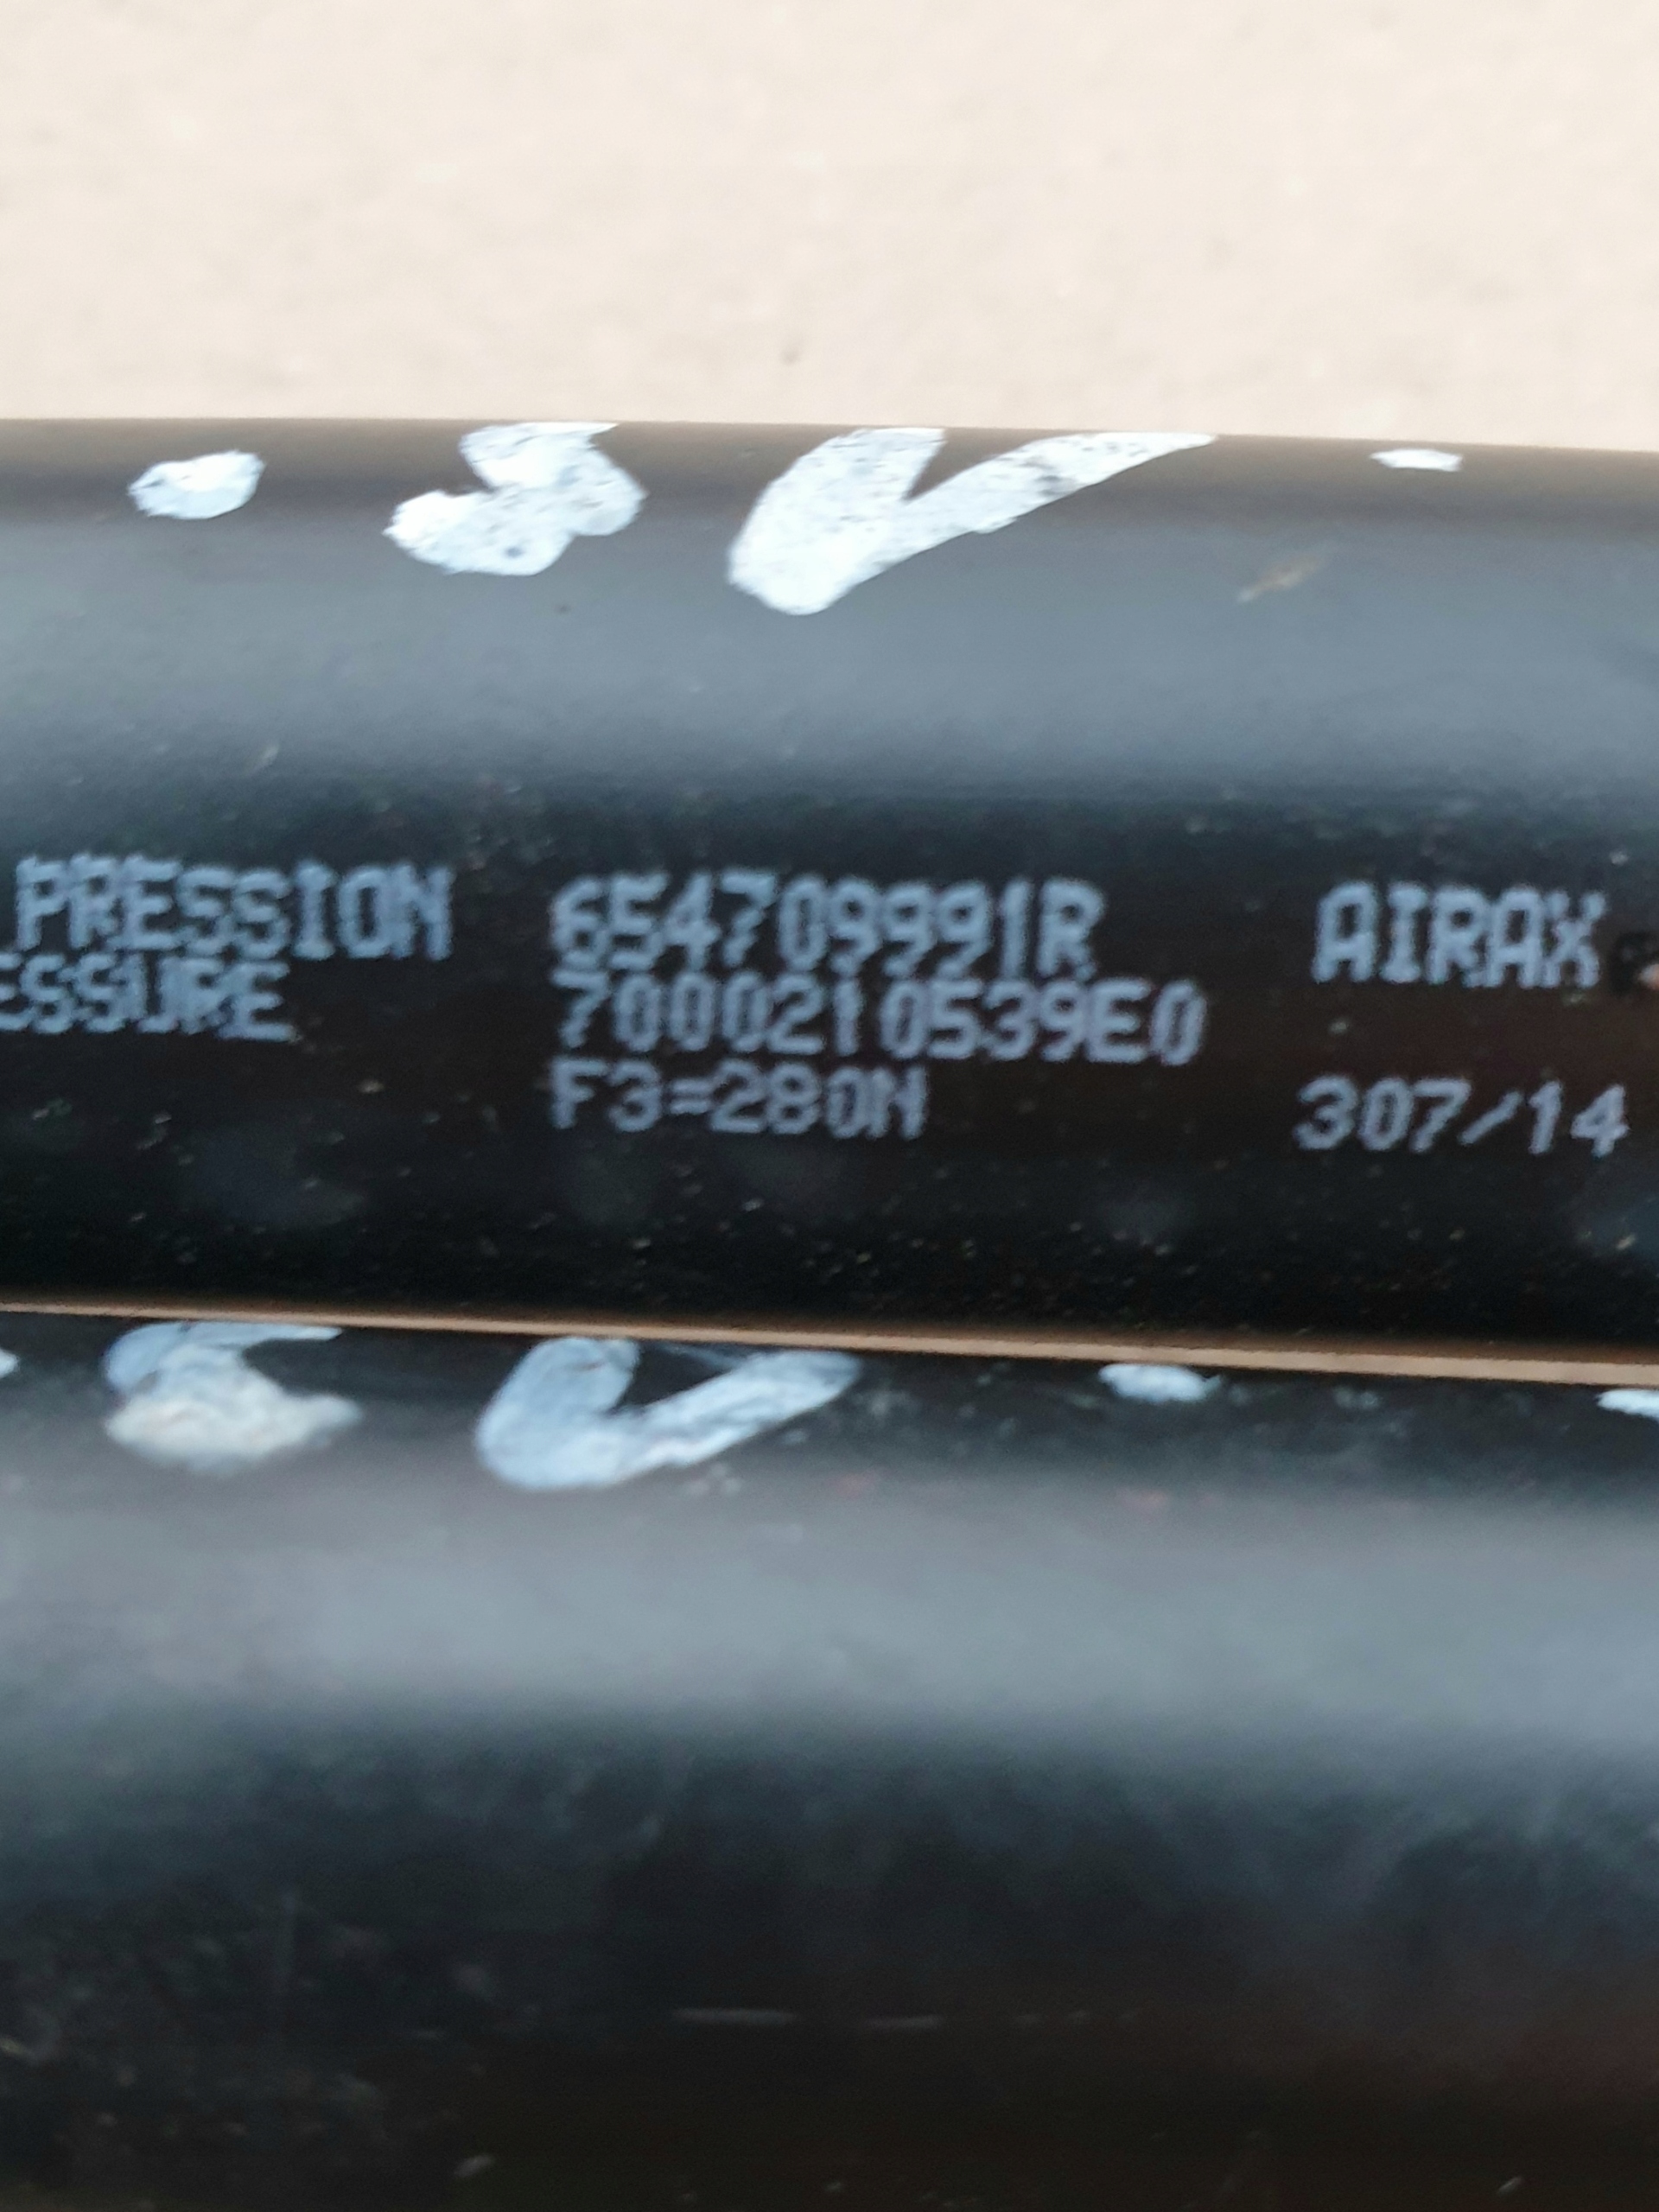 PRESSION 654709991R AIRAX
ESSURE 7000210539E0
F3=280N 307/14